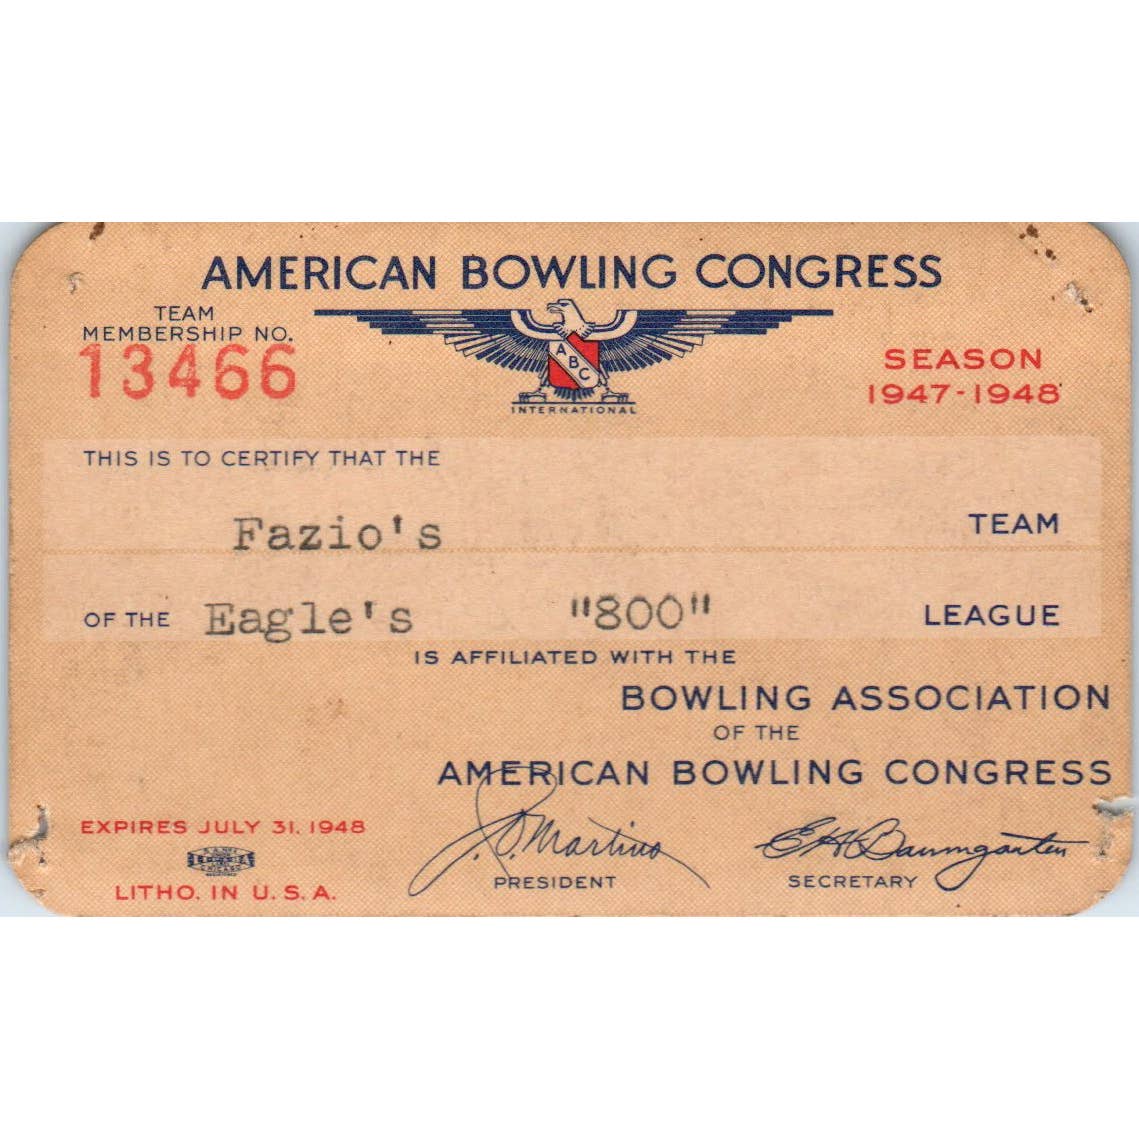 AMERICAN BOWLING CONGRESS
TEAM
MEMBERSHIP NO.
13466
ABC
INTERNATIONAL
SEASON
1947-1948
THIS IS TO CERTIFY THAT THE
Fazio's TEAM
OF THE Eagle's "800" LEAGUE
IS AFFILIATED WITH THE
BOWLING ASSOCIATION
OF THE
AMERICAN BOWLING CONGRESS
EXPIRES JULY 31, 1948
LITHO. IN U.S.A.
J. O. Martino
PRESIDENT
E H Baumgarten
SECRETARY